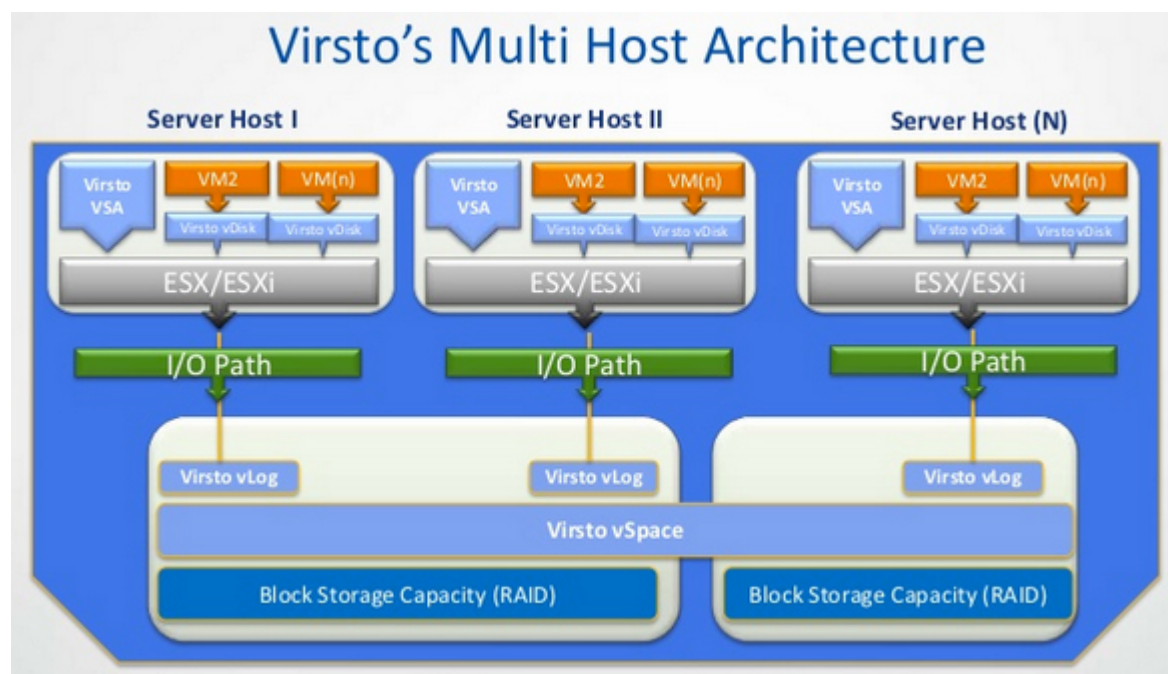 Virsto's Multi Host Architecture
Server Host I
Server Host II
Server Host (N)
Virsto
VSA
VM2
VM(n)
Virsto vDisk
Virsto vDisk
ESX/ESXi
Virsto
VSA
VM2
VM(n)
Virsto vDisk
Virsto vDisk
ESX/ESXi
Virsto
VSA
VM2
VM(n)
Virsto vDisk
Virsto vDisk
ESX/ESXi
I/O Path
I/O Path
I/O Path
Virsto vLog
Virsto vLog
Virsto vLog
Virsto vSpace
Block Storage Capacity (RAID)
Block Storage Capacity (RAID)